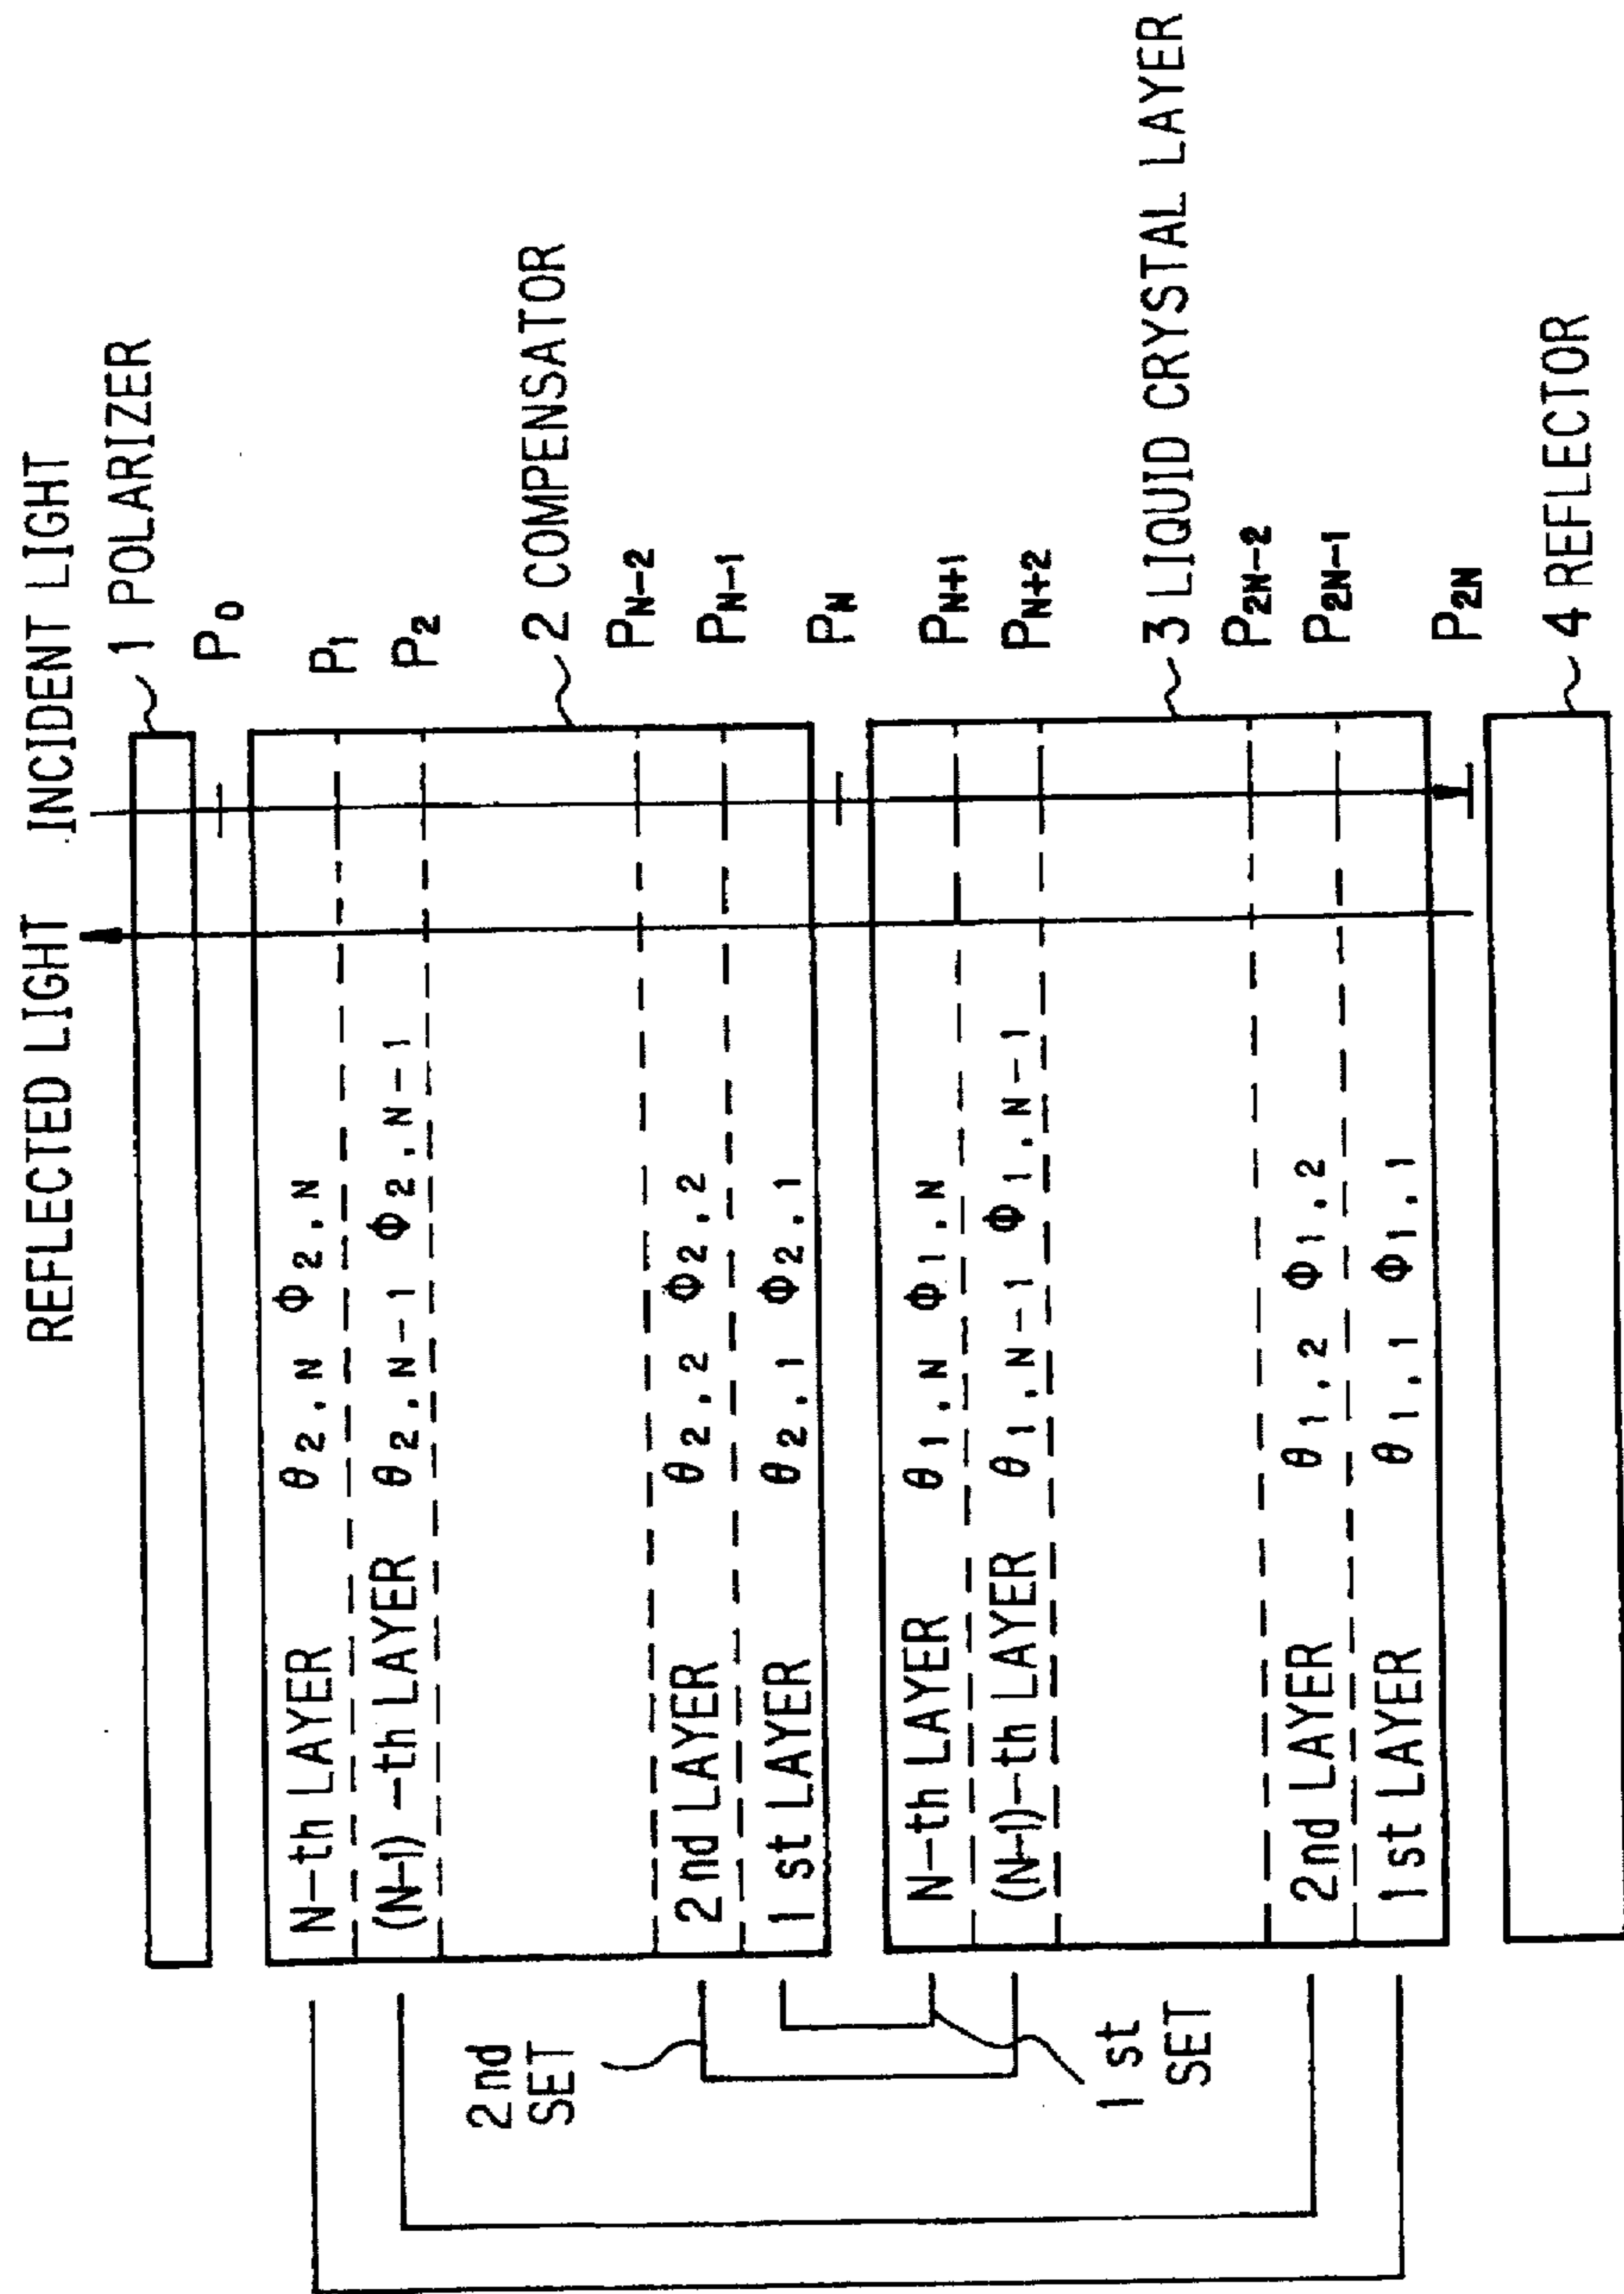 REFLECTED LIGHT INCIDENT LIGHT
1 POLARIZER
P0
N-th LAYER θ2,N Φ2,N
P1
(N-1)-th LAYER θ2,N-1 Φ2,N-1
P2
2 COMPENSATOR
PN-2
2nd LAYER θ2,2 Φ2,2
PN-1
1st LAYER θ2,1 Φ2,1
PN
N-th LAYER θ1,N Φ1,N
PN+1
(N-1)-th LAYER θ1,N-1 Φ1,N-1
PN+2
3 LIQUID CRYSTAL LAYER
P2N-2
2nd LAYER θ1,2 Φ1,2
P2N-1
1st LAYER θ1,1 Φ1,1
P2N
4 REFLECTOR
2nd
SET
1st
SET